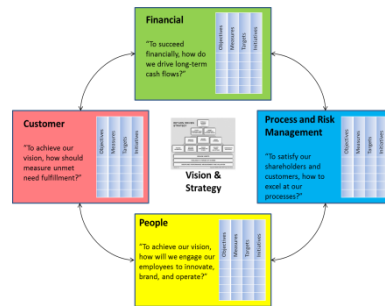 Financial
"To succeed
financially, how do
we drive long-term
cash flows?"
Objectives
Measures
Targets
Initiatives
Customer
"To achieve our
vision, how should
measure unmet
need fulfillment?"
Objectives
Measures
Targets
Initiatives
Vision &
Strategy
Process and Risk
Management
"To satisfy our
shareholders and
customers, how to
excel at our
processes?"
Objectives
Measures
Targets
Initiatives
People
"To achieve our vision,
how will we engage our
employees to innovate,
brand, and operate?"
Objectives
Measures
Targets
Initiatives